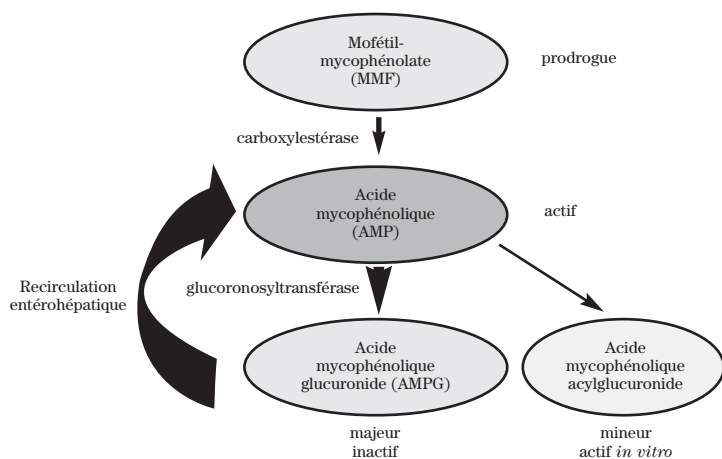 Mofétil-
mycophénolate
(MMF)
prodrogue
carboxylestérase
Acide
mycophénolique
(AMP)
actif
Recirculation
entérohépatique
glucoronosyltransférase
Acide
mycophénolique
glucuronide (AMPG)
Acide
mycophénolique
acylglucuronide
majeur
inactif
mineur
actif in vitro